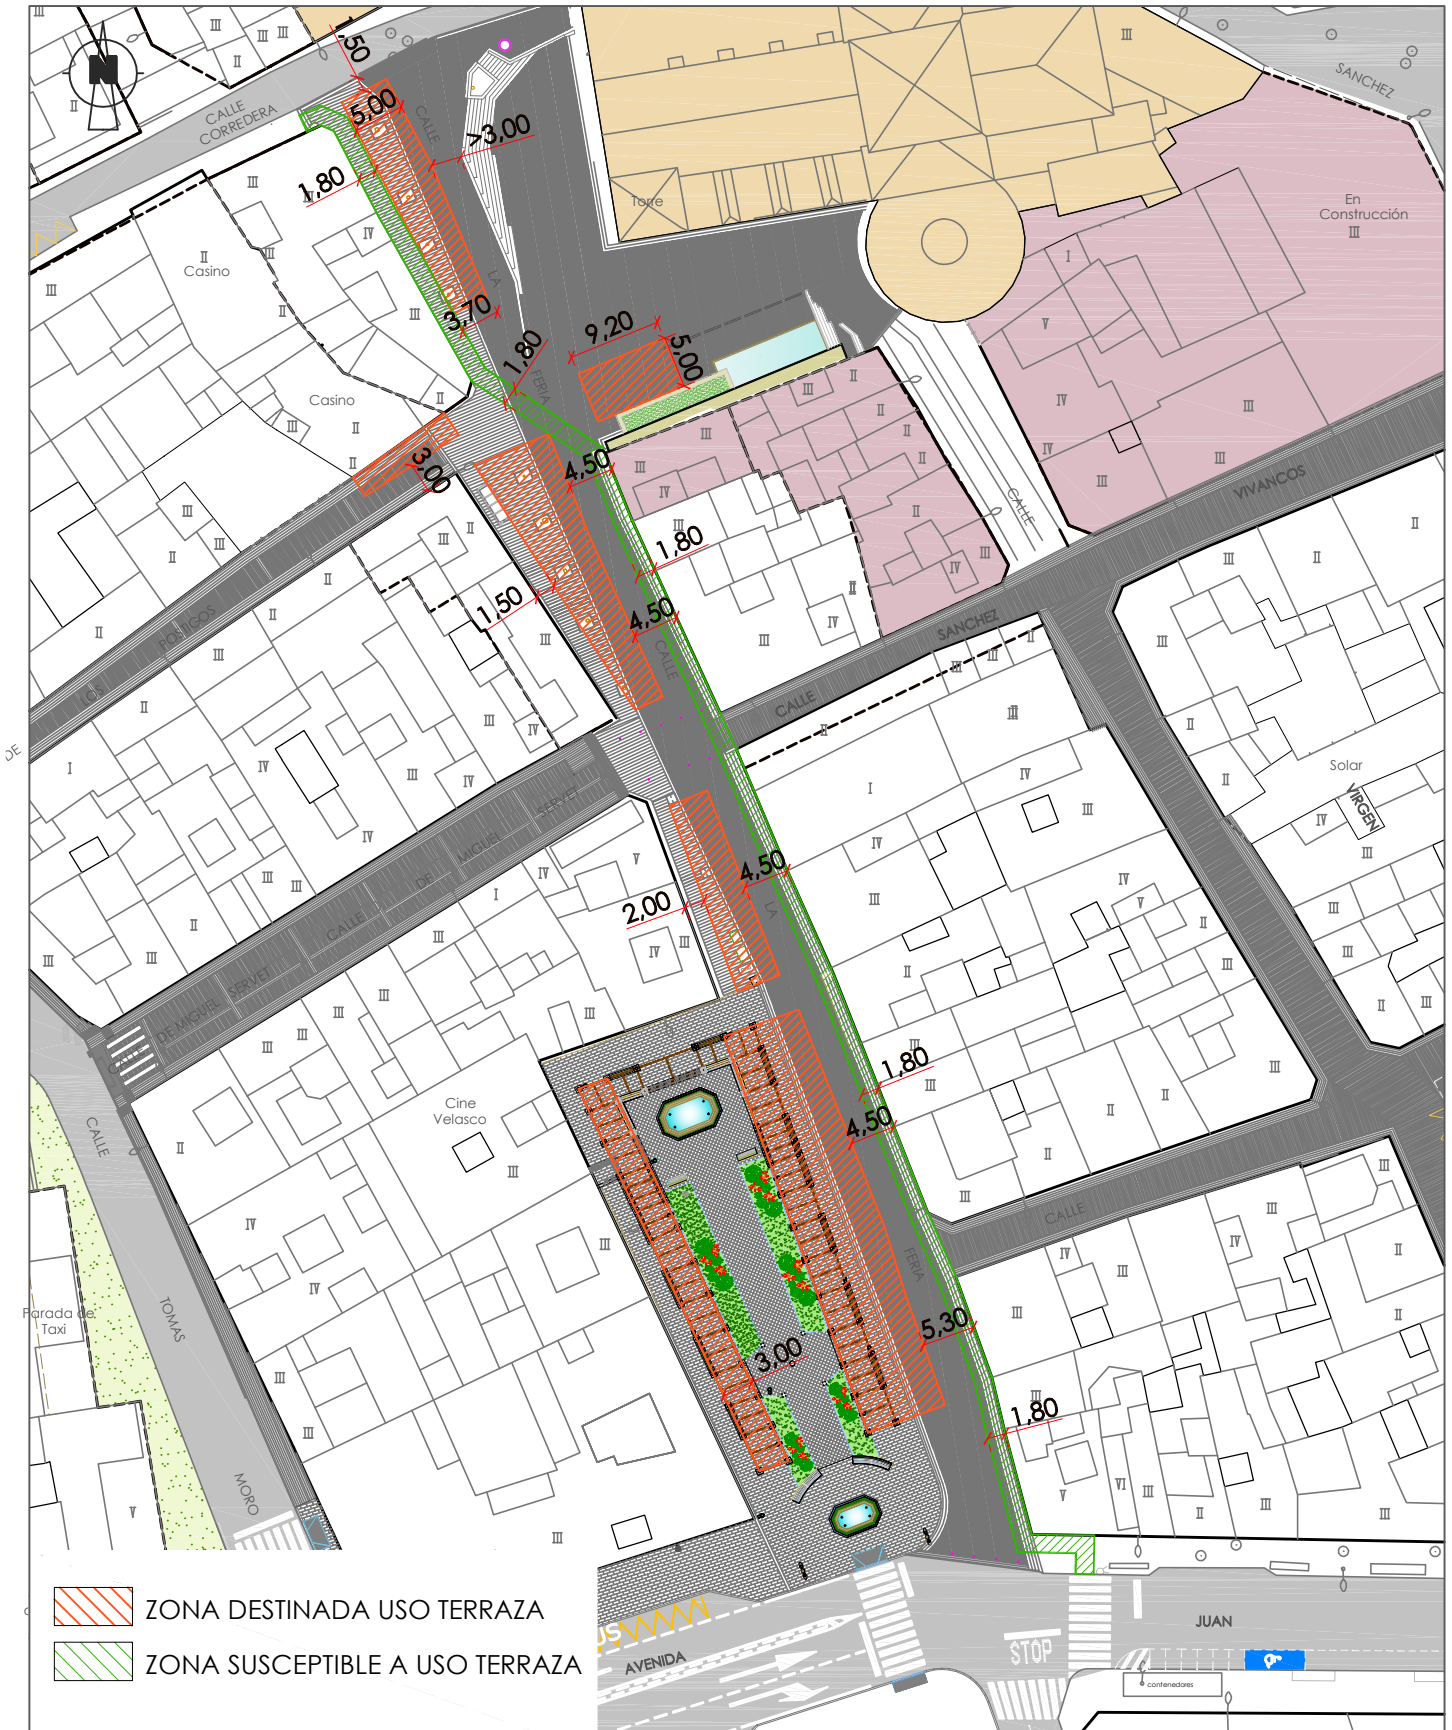 N
CALLE
CORREDERA
,50
5,00
CALLE
>3,00
1,80
SANCHEZ
Torre
En
Construcción
III
Casino
LA
3,70
1,80
9,20
5,00
FERIA
Casino
3,00
4,50
CALLE
VIVANCOS
1,80
1,50
4,50
CALLE
SANCHEZ
CALLE
POSTIGOS
LOS
DE
Solar
VIRGEN
SERVET
MIGUEL
DE
CALLE
4,50
2,00
LA
SERVET
DE MIGUEL
1,80
4,50
Cine
Velasco
CALLE
CALLE
FERIA
TOMAS
Parada de
Taxi
5,30
3,00
1,80
MORO
ZONA DESTINADA USO TERRAZA
ZONA SUSCEPTIBLE A USO TERRAZA
US
AVENIDA
STOP
JUAN
contenedores